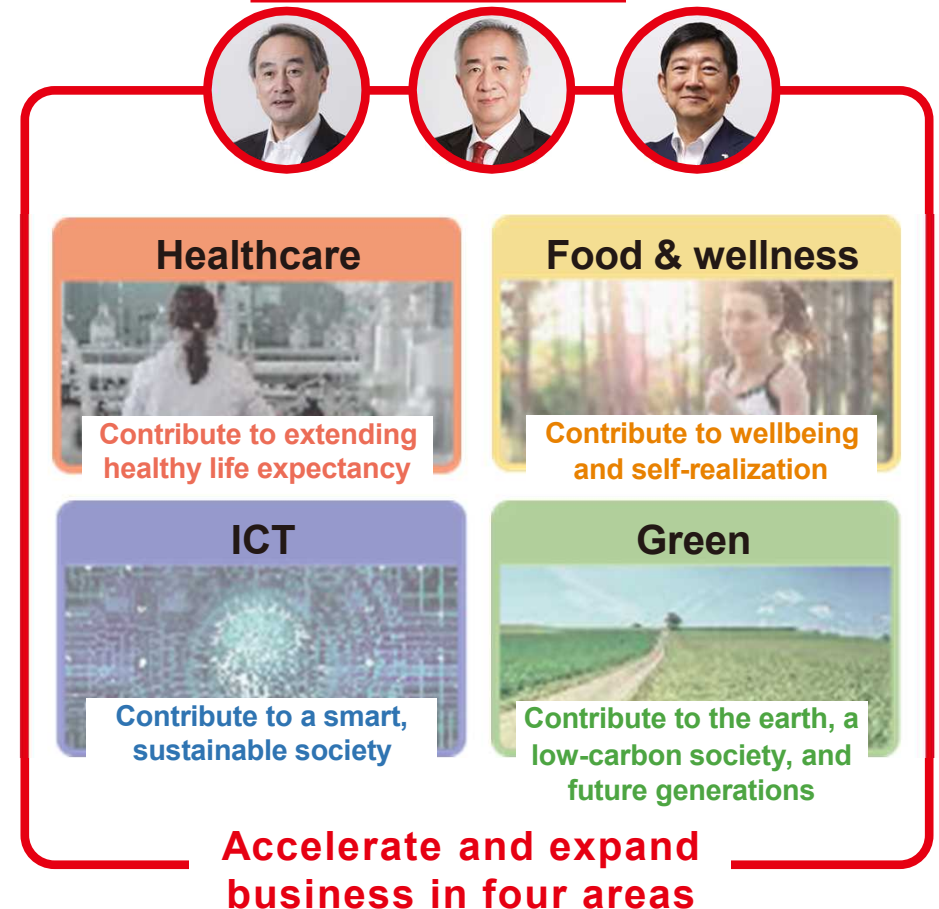 Healthcare
Contribute to extending
healthy life expectancy
Food & wellness
Contribute to wellbeing
and self-realization
ICT
Contribute to a smart,
sustainable society
Green
Contribute to the earth, a
low-carbon society, and
future generations
Accelerate and expand
business in four areas